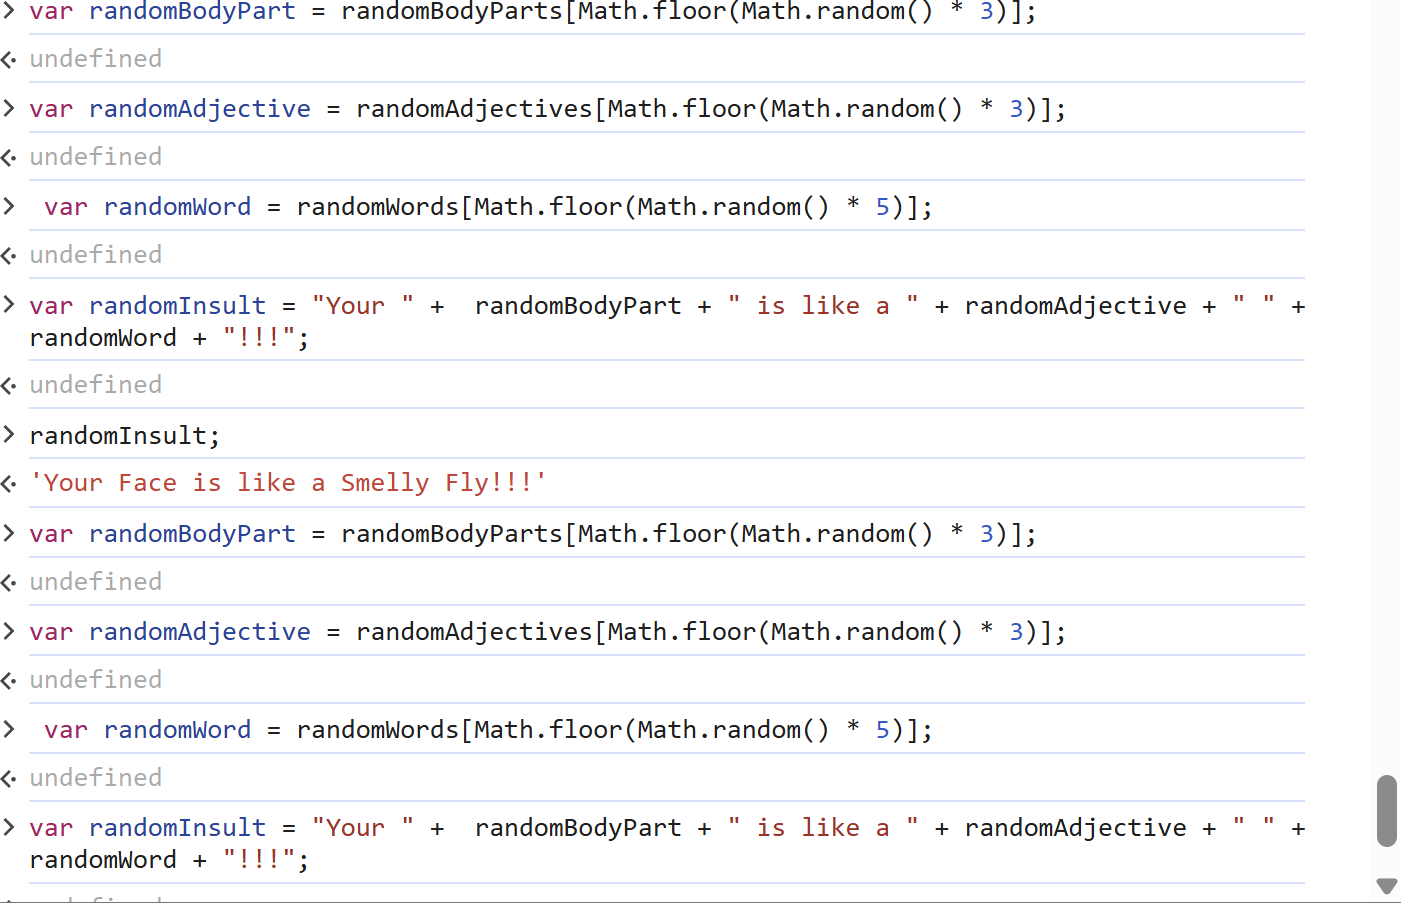 var randomBodyPart = randomBodyParts[Math.floor(Math.random() * 3)];
undefined
var randomAdjective = randomAdjectives[Math.floor(Math.random() * 3)];
undefined
var randomWord = randomWords[Math.floor(Math.random() * 5)];
undefined
var randomInsult = "Your " +  randomBodyPart + " is like a " + randomAdjective + " " +
randomWord + "!!!";
undefined
randomInsult;
'Your Face is like a Smelly Fly!!!'
var randomBodyPart = randomBodyParts[Math.floor(Math.random() * 3)];
undefined
var randomAdjective = randomAdjectives[Math.floor(Math.random() * 3)];
undefined
var randomWord = randomWords[Math.floor(Math.random() * 5)];
undefined
var randomInsult = "Your " +  randomBodyPart + " is like a " + randomAdjective + " " +
randomWord + "!!!";